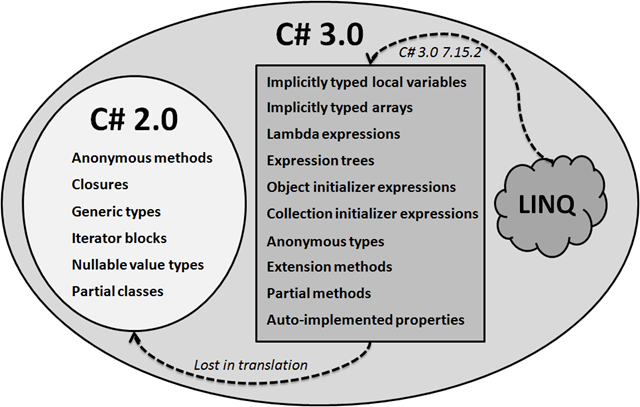 C# 3.0
C# 3.0 7.15.2
C# 2.0
Anonymous methods
Closures
Generic types
Iterator blocks
Nullable value types
Partial classes
Implicitly typed local variables
Implicitly typed arrays
Lambda expressions
Expression trees
Object initializer expressions
Collection initializer expressions
Anonymous types
Extension methods
Partial methods
Auto-implemented properties
LINQ
Lost in translation